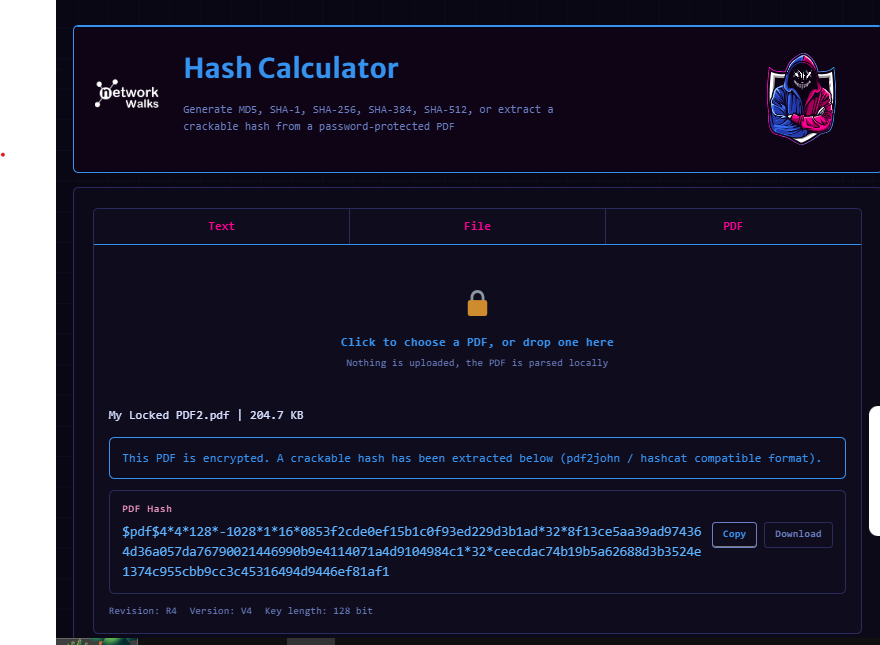 network
Walks
Hash Calculator
Generate MD5, SHA-1, SHA-256, SHA-384, SHA-512, or extract a
crackable hash from a password-protected PDF
Text
File
PDF
Click to choose a PDF, or drop one here
Nothing is uploaded, the PDF is parsed locally
My Locked PDF2.pdf | 204.7 KB
This PDF is encrypted. A crackable hash has been extracted below (pdf2john / hashcat compatible format).
PDF Hash
$pdf$4*4*128*-1028*1*16*0853f2cde0ef15b1c0f93ed229d3b1ad*32*8f13ce5aa39ad97436
4d36a057da76790021446990b9e4114071a4d9104984c1*32*ceecdac74b19b5a62688d3b3524e
1374c955cbb9cc3c45316494d9446ef81af1
Copy
Download
Revision: R4 Version: V4 Key length: 128 bit